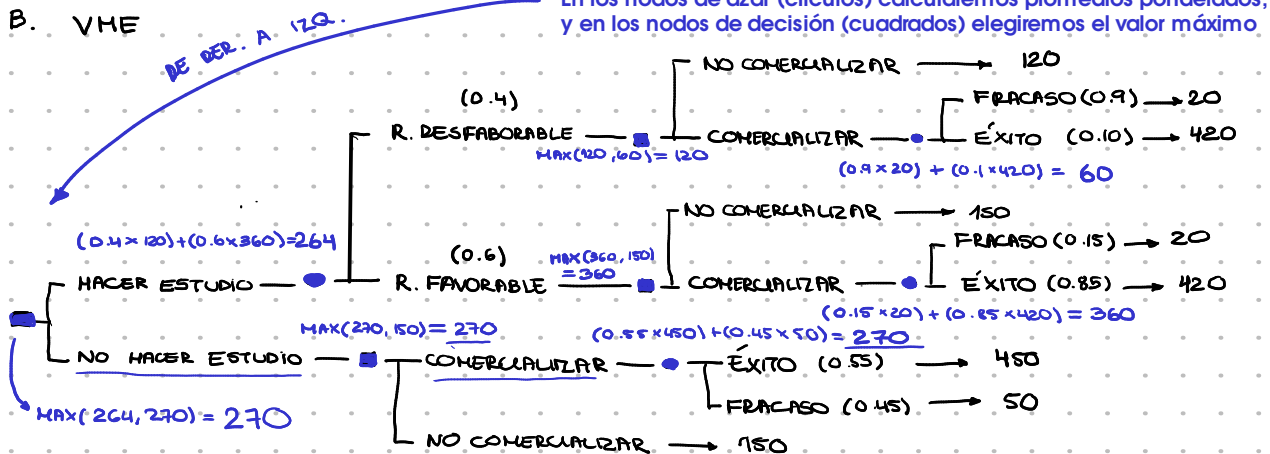 En los nodos de azar (círculos) calcularemos promedios ponderados,
y en los nodos de decisión (cuadrados) elegiremos el valor máximo
B. VME
DE DER. A IZQ.
NO COMERCIALIZAR 120
(0.4)
FRACASO (0.9) 20
R. DESFABORABLE COMERCIALIZAR ÉXITO (0.10) 420
MAX(120,60)=120
(0.9×20) + (0.1×420) = 60
NO COMERCIALIZAR 150
(0.4×120)+(0.6×360)=264
(0.6)
MAX(360,150)
=360
FRACASO (0.15) 20
HACER ESTUDIO R. FAVORABLE COMERCIALIZAR ÉXITO (0.85) 420
(0.15×20) + (0.85×420) = 360
MAX(270,150)=270
(0.55×450)+(0.45×50)=270
NO HACER ESTUDIO COMERCIALIZAR ÉXITO (0.55) 450
FRACASO (0.45) 50
MAX(264,270)=270
NO COMERCIALIZAR 150